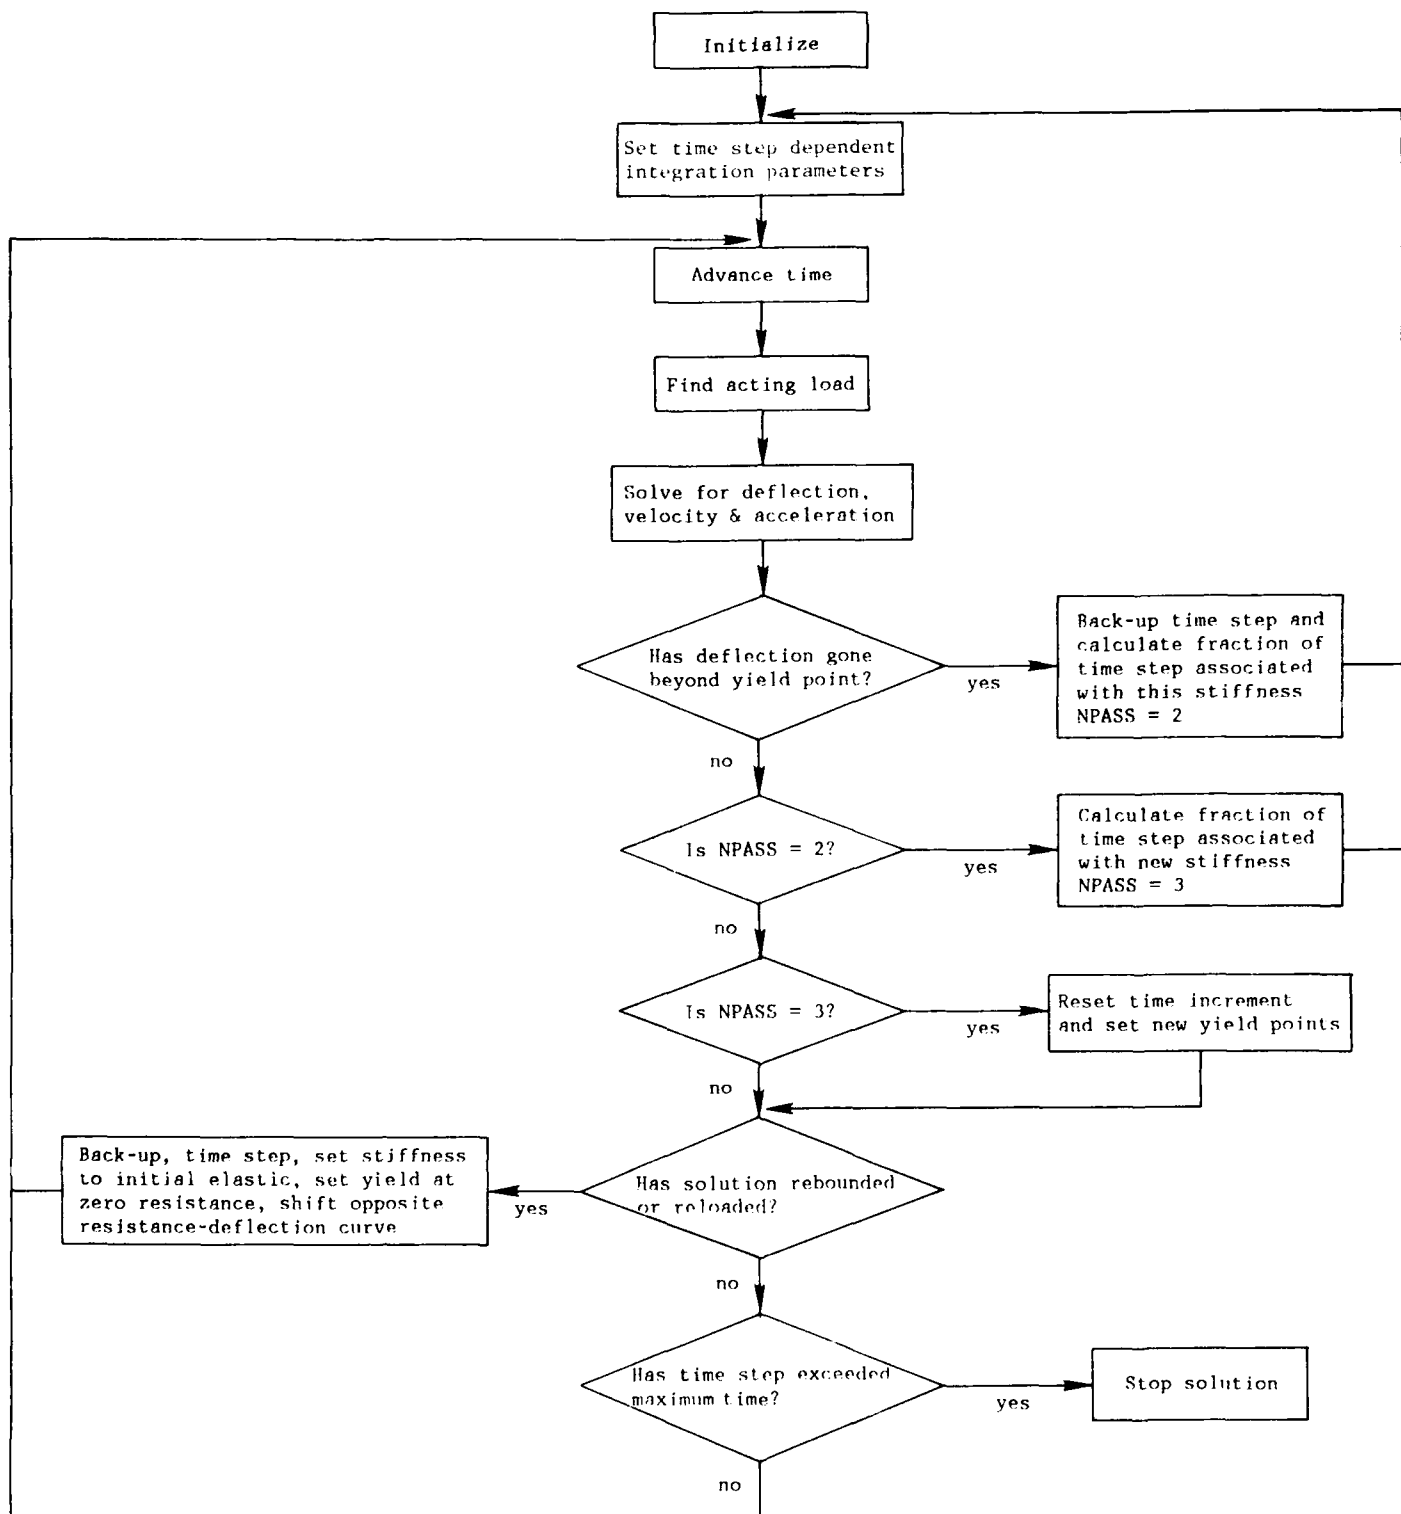 Initialize
Set time step dependent
integration parameters
Advance time
Find acting load
Solve for deflection,
velocity & acceleration
Has deflection gone
beyond yield point?
yes
Back-up time step and
calculate fraction of
time step associated
with this stiffness
NPASS = 2
no
Is NPASS = 2?
yes
Calculate fraction of
time step associated
with new stiffness
NPASS = 3
no
Is NPASS = 3?
yes
Reset time increment
and set new yield points
no
Has solution rebounded
or reloaded?
yes
Back-up, time step, set stiffness
to initial elastic, set yield at
zero resistance, shift opposite
resistance-deflection curve
no
Has time step exceeded
maximum time?
yes
Stop solution
no